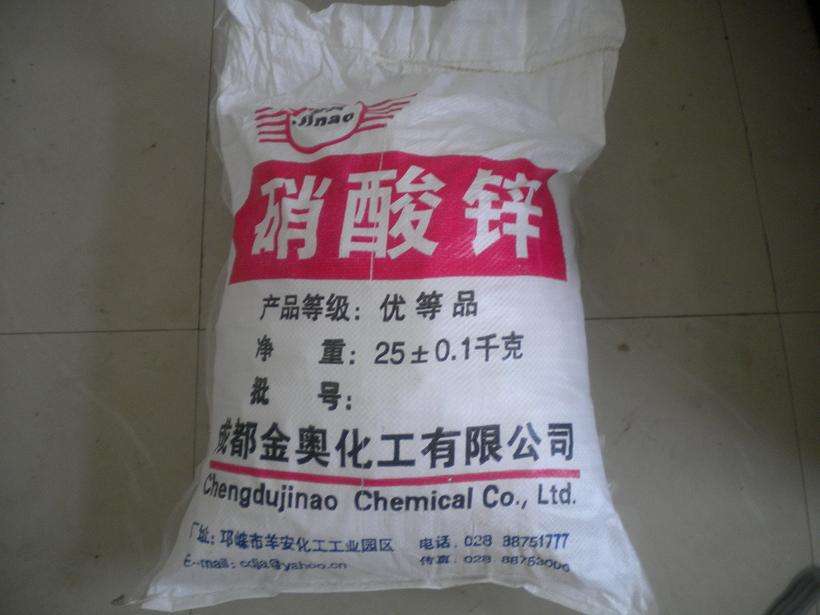 Jinao
硝酸锌
产品等级：优等品
净 重：25±0.1千克
批 号：
成都金奥化工有限公司
Chengdujinao Chemical Co., Ltd.
厂址：邛崃市羊安化工工业园区 电话：028 88751777
E-mail：cdja@yahoo.cn 传真：028